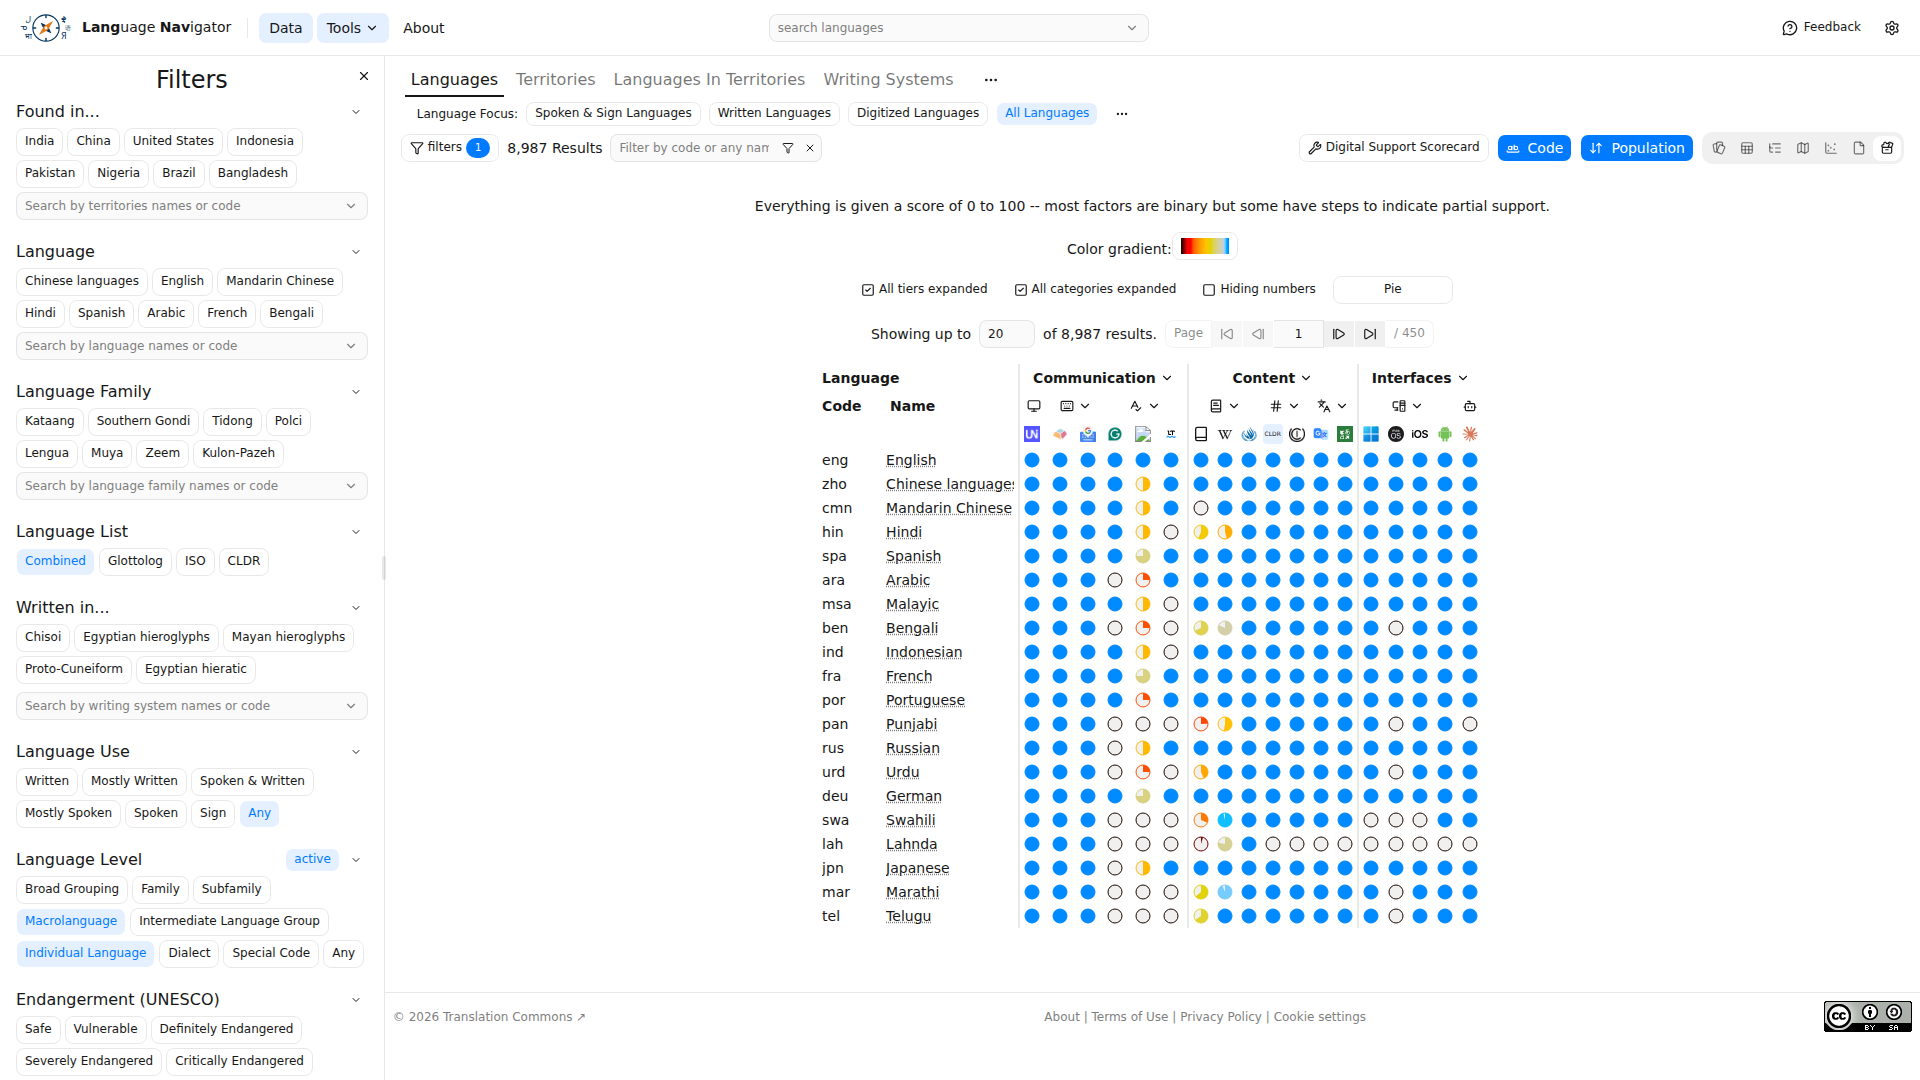 Language Navigator
Data
Tools
About
search languages
Feedback
Filters
Found in...
India
China
United States
Indonesia
Pakistan
Nigeria
Brazil
Bangladesh
Search by territories names or code
Language
Chinese languages
English
Mandarin Chinese
Hindi
Spanish
Arabic
French
Bengali
Search by language names or code
Language Family
Kataang
Southern Gondi
Tidong
Polci
Lengua
Muya
Zeem
Kulon-Pazeh
Search by language family names or code
Language List
Combined
Glottolog
ISO
CLDR
Written in...
Chisoi
Egyptian hieroglyphs
Mayan hieroglyphs
Proto-Cuneiform
Egyptian hieratic
Search by writing system names or code
Language Use
Written
Mostly Written
Spoken & Written
Mostly Spoken
Spoken
Sign
Any
Language Level
active
Broad Grouping
Family
Subfamily
Macrolanguage
Intermediate Language Group
Individual Language
Dialect
Special Code
Any
Endangerment (UNESCO)
Safe
Vulnerable
Definitely Endangered
Severely Endangered
Critically Endangered
Languages
Territories
Languages In Territories
Writing Systems
Language Focus:
Spoken & Sign Languages
Written Languages
Digitized Languages
All Languages
filters 1
8,987 Results
Filter by code or any nam
Digital Support Scorecard
Code
Population
Everything is given a score of 0 to 100 -- most factors are binary but some have steps to indicate partial support.
Color gradient:
All tiers expanded
All categories expanded
Hiding numbers
Pie
Showing up to 20 of 8,987 results.
Page 1 / 450
Language Communication Content Interfaces
Code Name
UN W CLDR macOS iOS
eng English
zho Chinese languages
cmn Mandarin Chinese
hin Hindi
spa Spanish
ara Arabic
msa Malayic
ben Bengali
ind Indonesian
fra French
por Portuguese
pan Punjabi
rus Russian
urd Urdu
deu German
swa Swahili
lah Lahnda
jpn Japanese
mar Marathi
tel Telugu
© 2026 Translation Commons ↗
About | Terms of Use | Privacy Policy | Cookie settings
CC BY SA